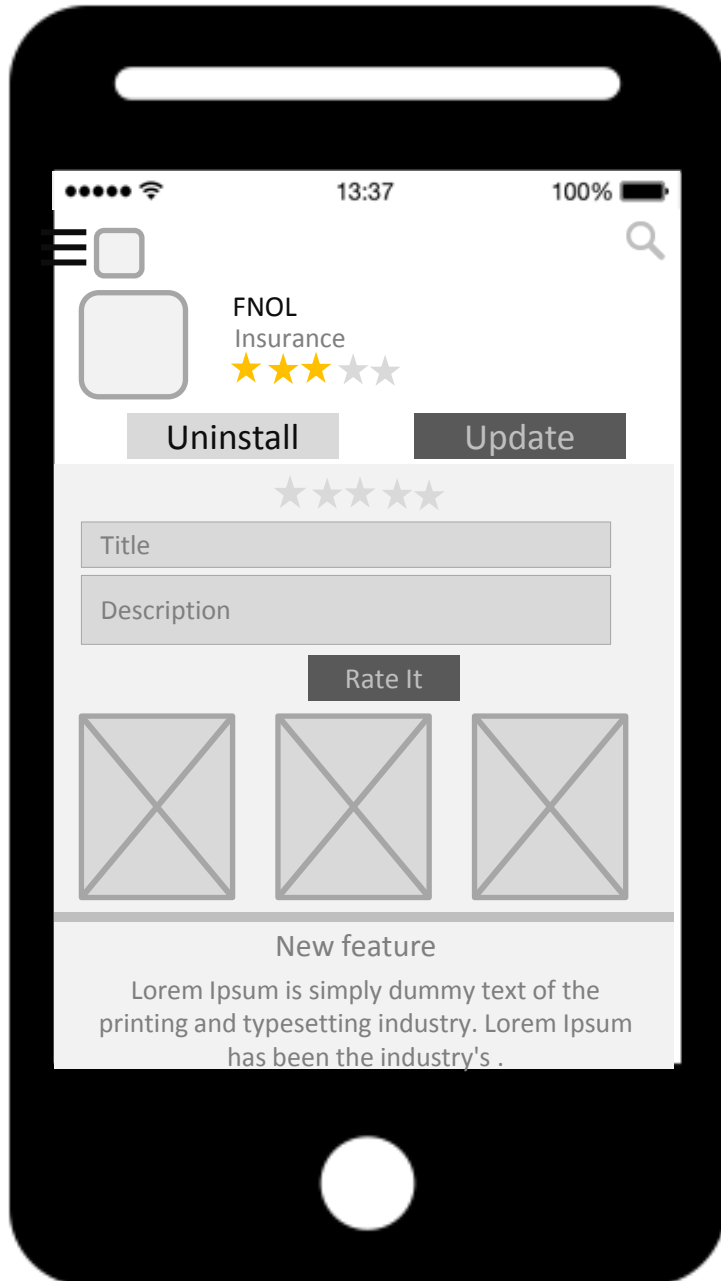 13:37
100%
FNOL
Insurance
Uninstall
Update
Title
Description
Rate It
New feature
Lorem Ipsum is simply dummy text of the
printing and typesetting industry. Lorem Ipsum
has been the industry's .